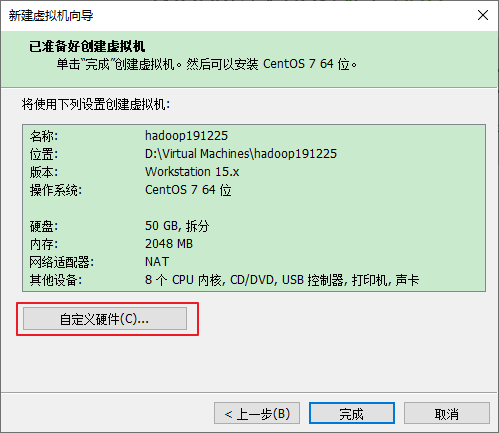 新建虚拟机向导
已准备好创建虚拟机
单击“完成”创建虚拟机。然后可以安装 CentOS 7 64 位。
将使用下列设置创建虚拟机:
名称: hadoop191225
位置: D:\Virtual Machines\hadoop191225
版本: Workstation 15.x
操作系统: CentOS 7 64 位
硬盘: 50 GB, 拆分
内存: 2048 MB
网络适配器: NAT
其他设备: 8 个 CPU 内核, CD/DVD, USB 控制器, 打印机, 声卡
自定义硬件(C)...
< 上一步(B) 完成 取消